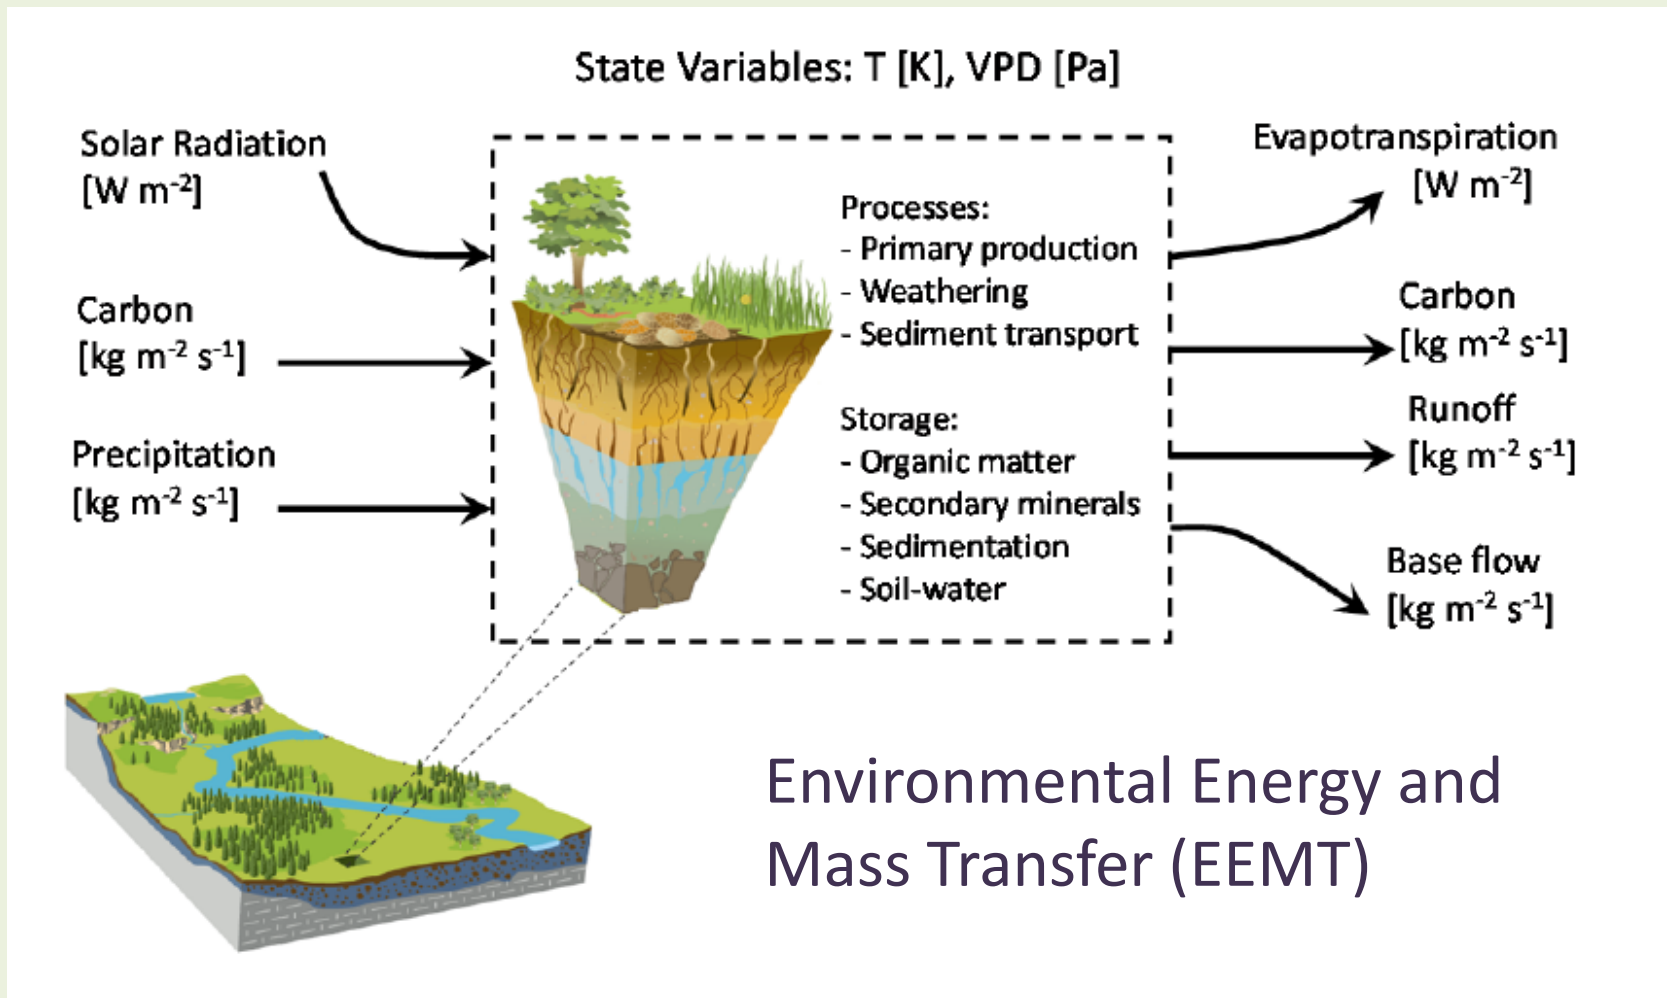 State Variables: T [K], VPD [Pa]
Solar Radiation
[W m⁻²]
Carbon
[kg m⁻² s⁻¹]
Precipitation
[kg m⁻² s⁻¹]
Processes:
- Primary production
- Weathering
- Sediment transport
Storage:
- Organic matter
- Secondary minerals
- Sedimentation
- Soil-water
Evapotranspiration
[W m⁻²]
Carbon
[kg m⁻² s⁻¹]
Runoff
[kg m⁻² s⁻¹]
Base flow
[kg m⁻² s⁻¹]
Environmental Energy and
Mass Transfer (EEMT)